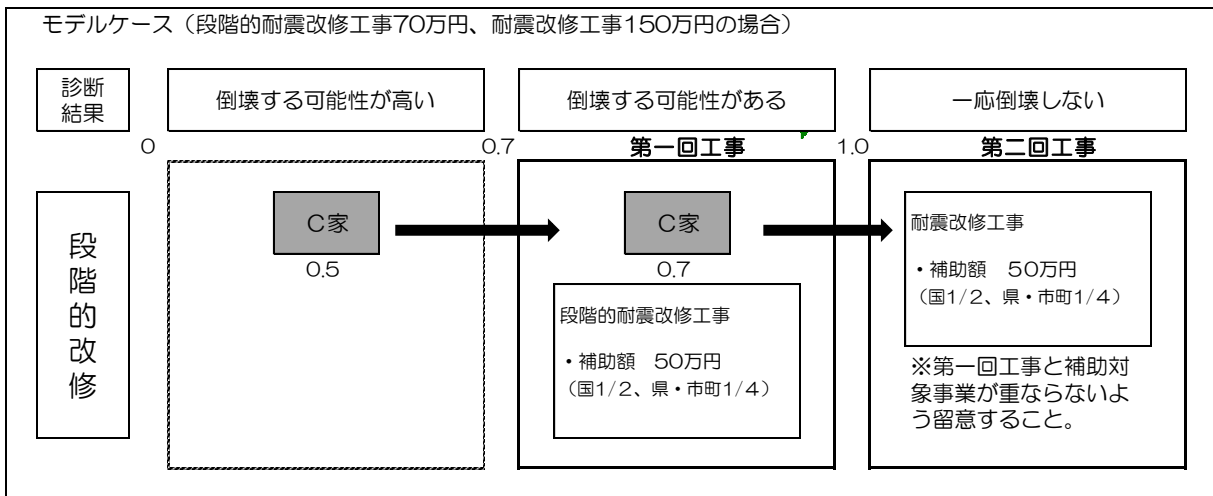 モデルケース（段階的耐震改修工事70万円、耐震改修工事150万円の場合）
診断
結果
倒壊する可能性が高い
倒壊する可能性がある
一応倒壊しない
0
0.7
第一回工事
1.0
第二回工事
段
階
的
改
修
C家
0.5
C家
0.7
段階的耐震改修工事
・補助額　50万円
（国1/2、県・市町1/4）
耐震改修工事
・補助額　50万円
（国1/2、県・市町1/4）
※第一回工事と補助対
象事業が重ならないよ
う留意すること。